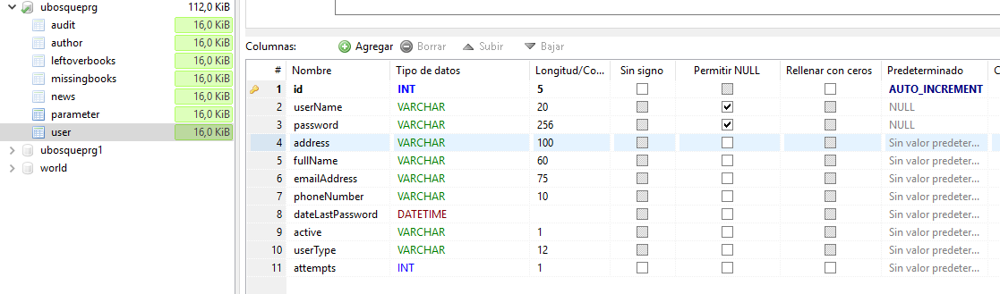 ubosqueprg 112,0 KiB
audit 16,0 KiB
author 16,0 KiB
leftoverbooks 16,0 KiB
missingbooks 16,0 KiB
news 16,0 KiB
parameter 16,0 KiB
user 16,0 KiB
ubosqueprg1
world
Columnas: Agregar Borrar Subir Bajar
# Nombre Tipo de datos Longitud/Co... Sin signo Permitir NULL Rellenar con ceros Predeterminado C
1 id INT 5 AUTO_INCREMENT
2 userName VARCHAR 20 NULL
3 password VARCHAR 256 NULL
4 address VARCHAR 100 Sin valor predeter...
5 fullName VARCHAR 60 Sin valor predeter...
6 emailAddress VARCHAR 75 Sin valor predeter...
7 phoneNumber VARCHAR 10 Sin valor predeter...
8 dateLastPassword DATETIME Sin valor predeter...
9 active VARCHAR 1 Sin valor predeter...
10 userType VARCHAR 12 Sin valor predeter...
11 attempts INT 1 Sin valor predeter...